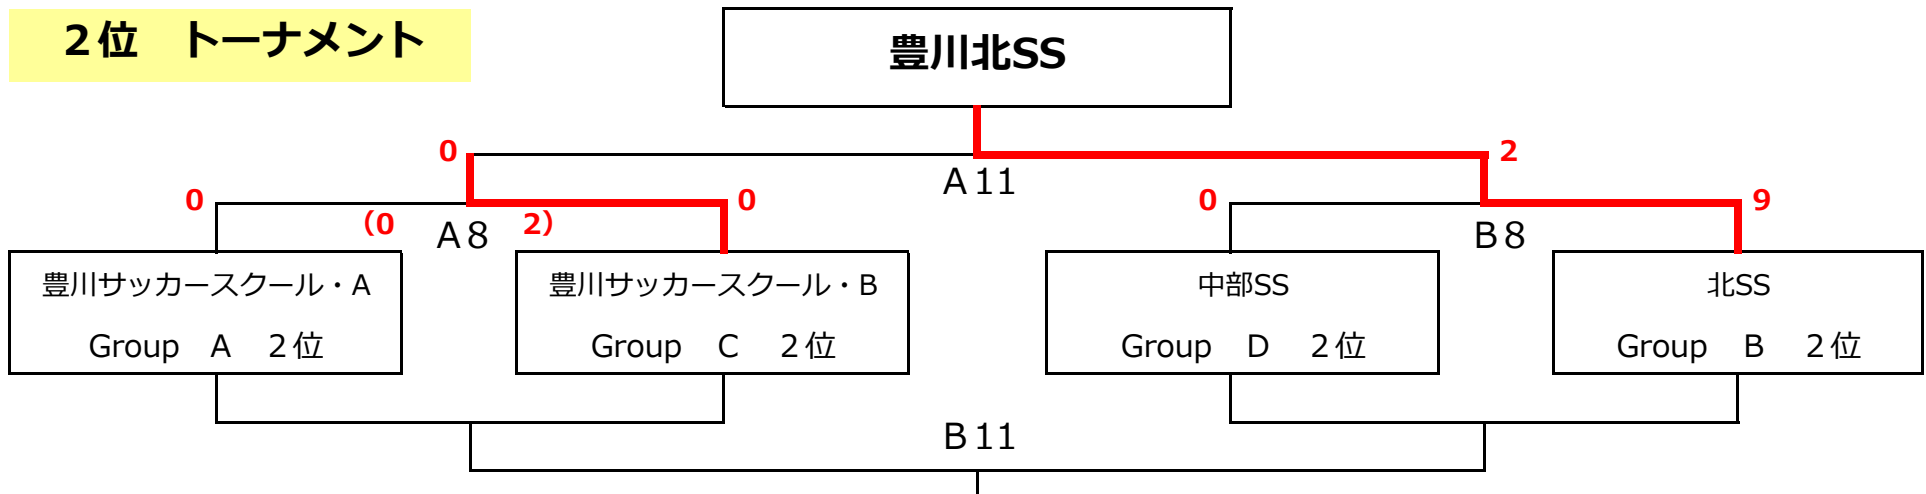 ２位　トーナメント
豊川北SS
0
2
A11
0
0
0
9
(0
2)
A8
B8
豊川サッカースクール・A
Group　A　２位
豊川サッカースクール・B
Group　C　２位
中部SS
Group　D　２位
北SS
Group　B　２位
B11